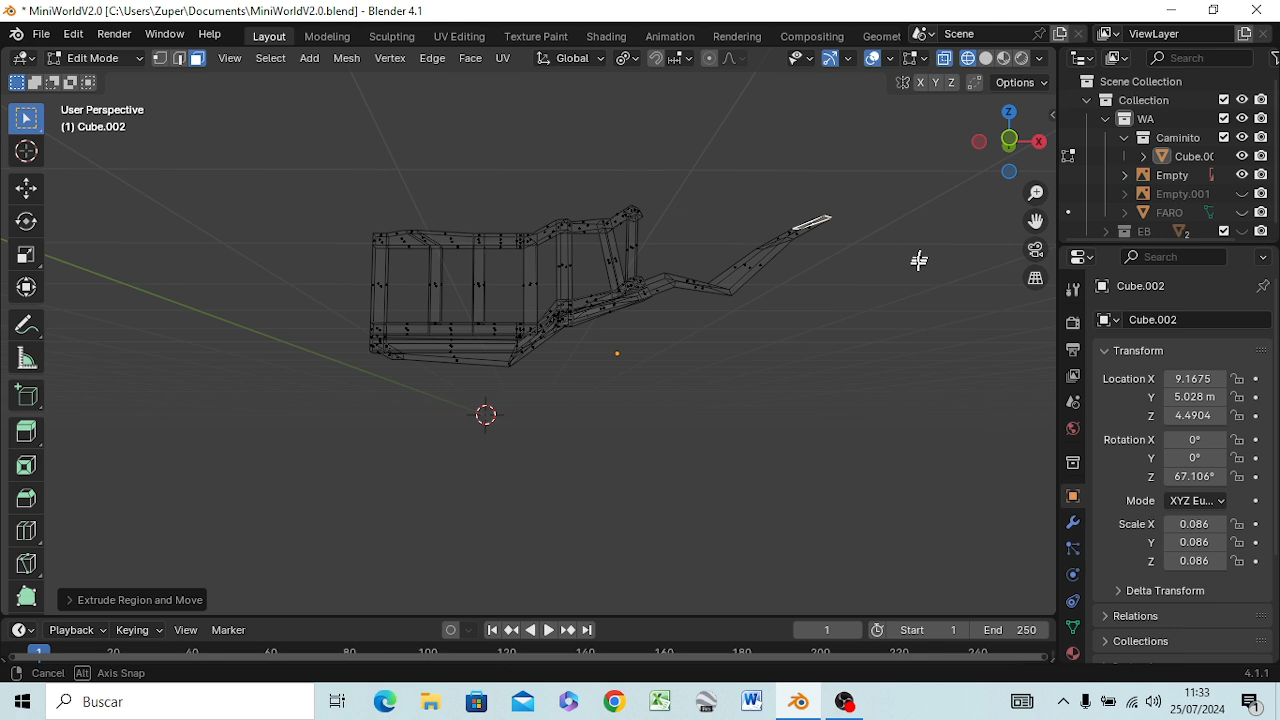 * MiniWorldV2.0 [C:\Users\Zuper\Documents\MiniWorldV2.0.blend] - Blender 4.1
File Edit Render Window Help Layout Modeling Sculpting UV Editing Texture Paint Shading Animation Rendering Compositing Geomet Scene ViewLayer
Edit Mode View Select Add Mesh Vertex Edge Face UV Global Search
X Y Z Options
User Perspective
(1) Cube.002
Scene Collection
Collection
WA
Caminito
Cube.00
Empty
Empty.001
FARO
EB 2
Z
X
Search
Cube.002
Cube.002
Transform
Location X 9.1675
Y 5.028 m
Z 4.4904
Rotation X 0°
Y 0°
Z 67.106°
Mode XYZ Eu...
Scale X 0.086
Y 0.086
Z 0.086
Delta Transform
Relations
Collections
Extrude Region and Move
Playback Keying View Marker 1 Start 1 End 250
1 20 40 60 80 100 120 140 160 180 200 220 240
Cancel Alt Axis Snap 4.1.1
Buscar
11:33
25/07/2024
1